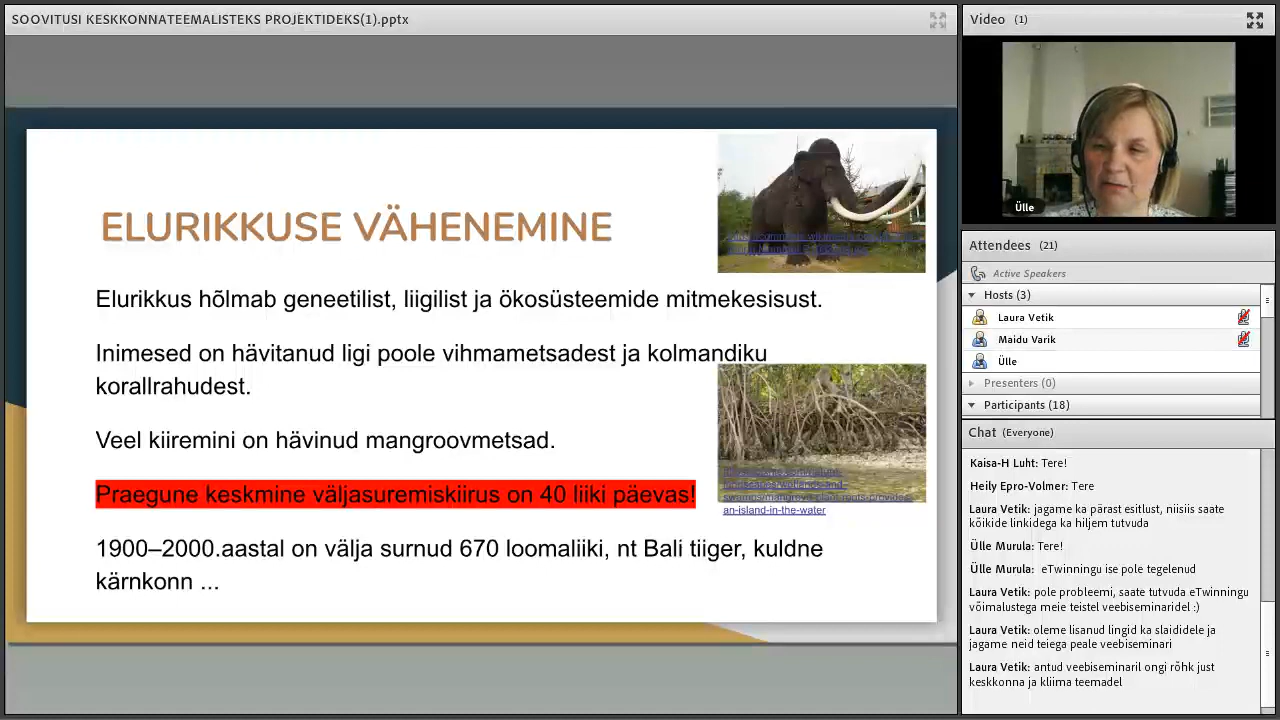 SOOVITUSI KESKKONNATEEMALISTEKS PROJEKTIDEKS(1).pptx
ELURIKKUSE VÄHENEMINE
Elurikkus hõlmab geneetilist, liigilist ja ökosüsteemide mitmekesisust.
Inimesed on hävitanud ligi poole vihmametsadest ja kolmandiku
korallrahudest.
Veel kiiremini on hävinud mangroovmetsad.
Praegune keskmine väljasuremiskiirus on 40 liiki päevas!
an-island-in-the-water
1900–2000.aastal on välja surnud 670 loomaliiki, nt Bali tiiger, kuldne
kärnkonn ...
Video (1)
Ülle
Attendees (21)
Active Speakers
Hosts (3)
Laura Vetik
Maidu Varik
Ülle
Presenters (0)
Participants (18)
Chat (Everyone)
Kaisa-H Luht: Tere!
Heily Epro-Volmer: Tere
Laura Vetik: jagame ka pärast esitlust, niisiis saate
kõikide linkidega ka hiljem tutvuda
Ülle Murula: Tere!
Ülle Murula: eTwinningu ise pole tegelenud
Laura Vetik: pole probleemi, saate tutvuda eTwinningu
võimalustega meie teistel veebiseminaridel :)
Laura Vetik: oleme lisanud lingid ka slaididele ja
jagame neid teiega peale veebiseminari
Laura Vetik: antud veebiseminaril ongi rõhk just
keskkonna ja kliima teemadel